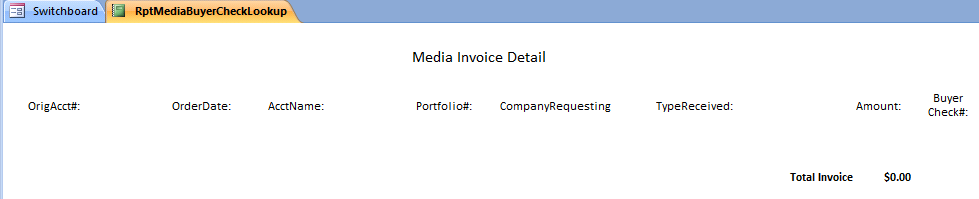 Switchboard RptMediaBuyerCheckLookup
Media Invoice Detail
OrigAcct#: OrderDate: AcctName: Portfolio#: CompanyRequesting TypeReceived: Amount: Buyer
Check#:
Total Invoice $0.00